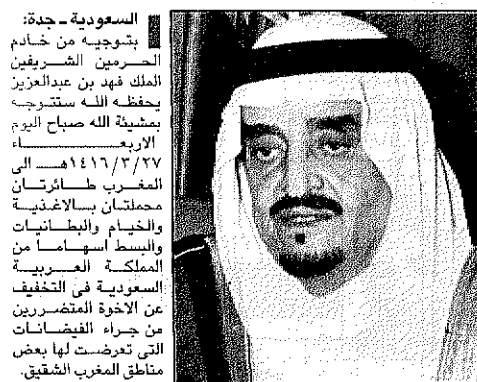 السعودية ـ جدة:
بتوجيه من خادم
الحرمين الشريفين
الملك فهد بن عبدالعزيز
يحفظه الله ستتوجه
بمشيئة الله صباح اليوم
الاربعاء
١٤١٦/٣/٢٧هـ الى
المغرب طائرتان
محملتان بالاغذية
والخيام والبطانيات
والبسط اسهاماً من
المملكة العربية
السعودية في التخفيف
عن الاخوة المتضررين
من جراء الفيضانات
التي تعرضت لها بعض
مناطق المغرب الشقيق.